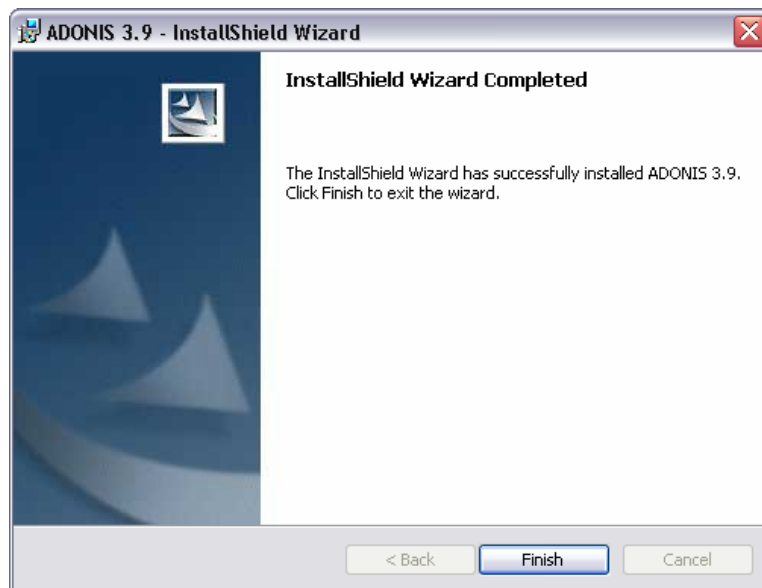 ADONIS 3.9 - InstallShield Wizard
InstallShield Wizard Completed
The InstallShield Wizard has successfully installed ADONIS 3.9.
Click Finish to exit the wizard.
< Back
Finish
Cancel